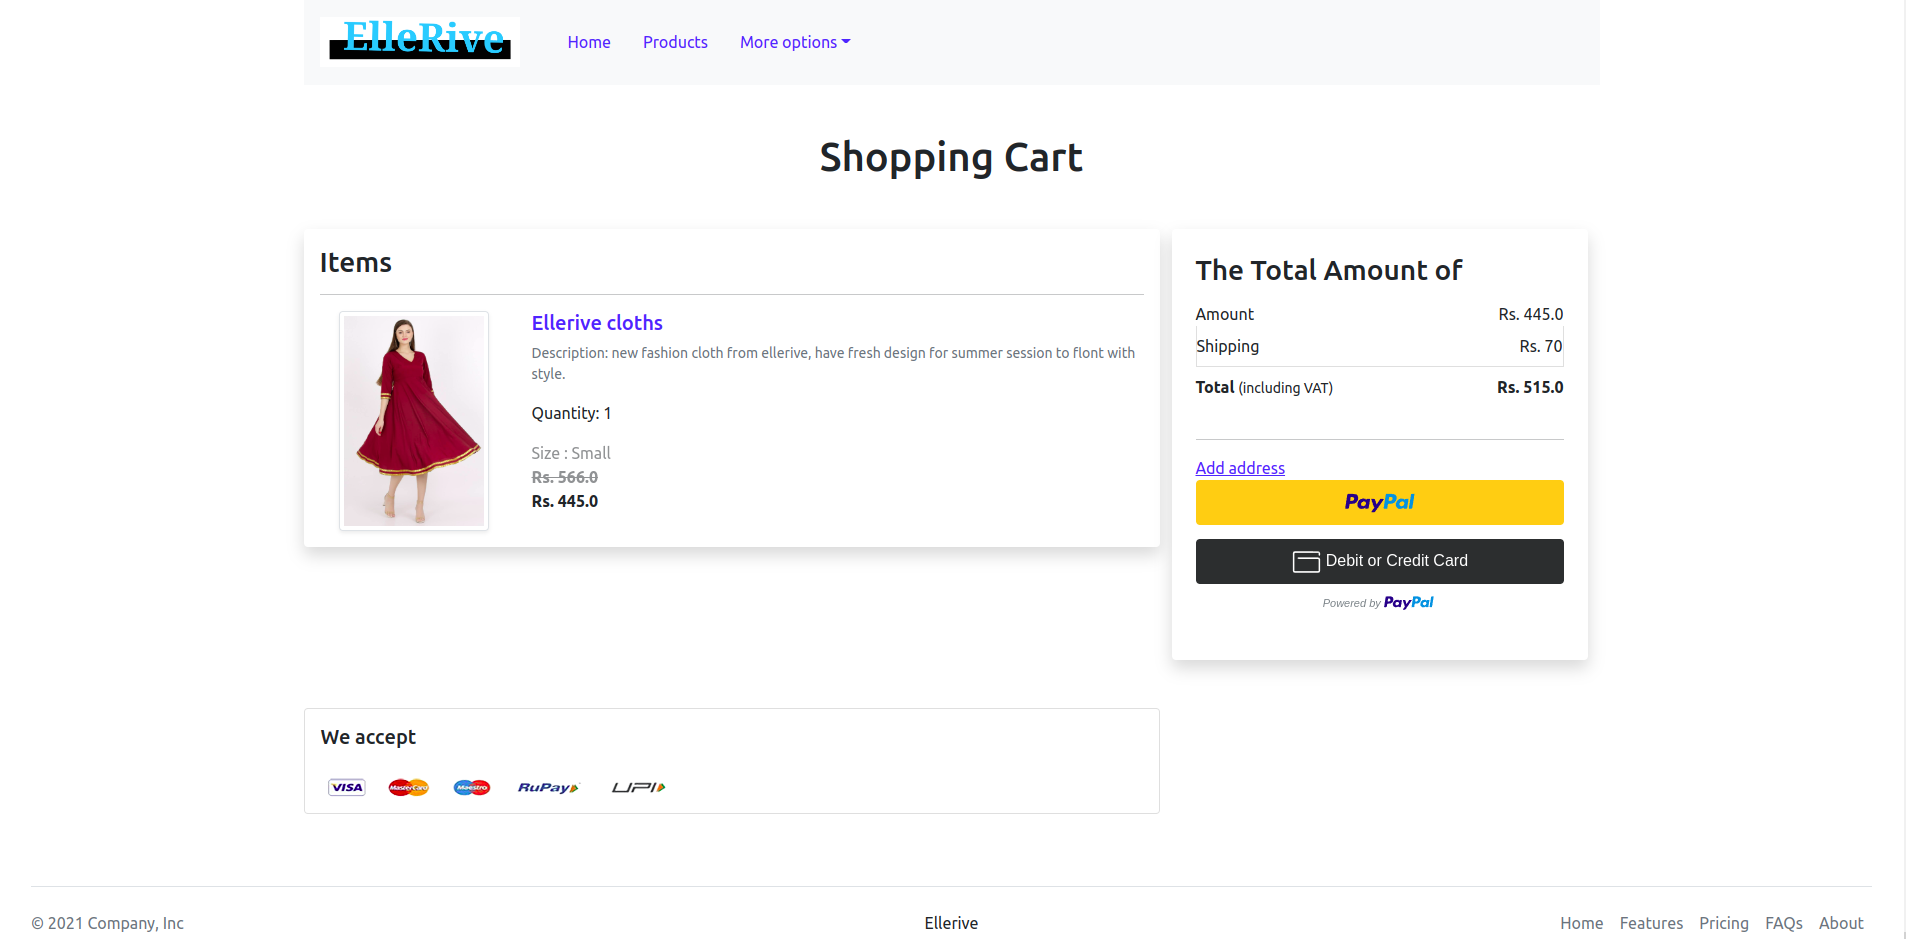 ElleRive
Home Products More options
Shopping Cart
Items
Ellerive cloths
Description: new fashion cloth from ellerive, have fresh design for summer session to flont with
style.
Quantity: 1
Size : Small
Rs. 566.0
Rs. 445.0
The Total Amount of
Amount Rs. 445.0
Shipping Rs. 70
Total (including VAT) Rs. 515.0
Add address
PayPal
Debit or Credit Card
Powered by PayPal
We accept
VISA MasterCard Maestro RuPay UPI
© 2021 Company, Inc Ellerive Home Features Pricing FAQs About